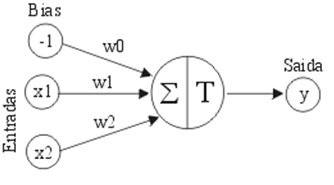 Bias
-1
w0
Entradas
x1
w1
x2
w2
Σ T
Saida
y